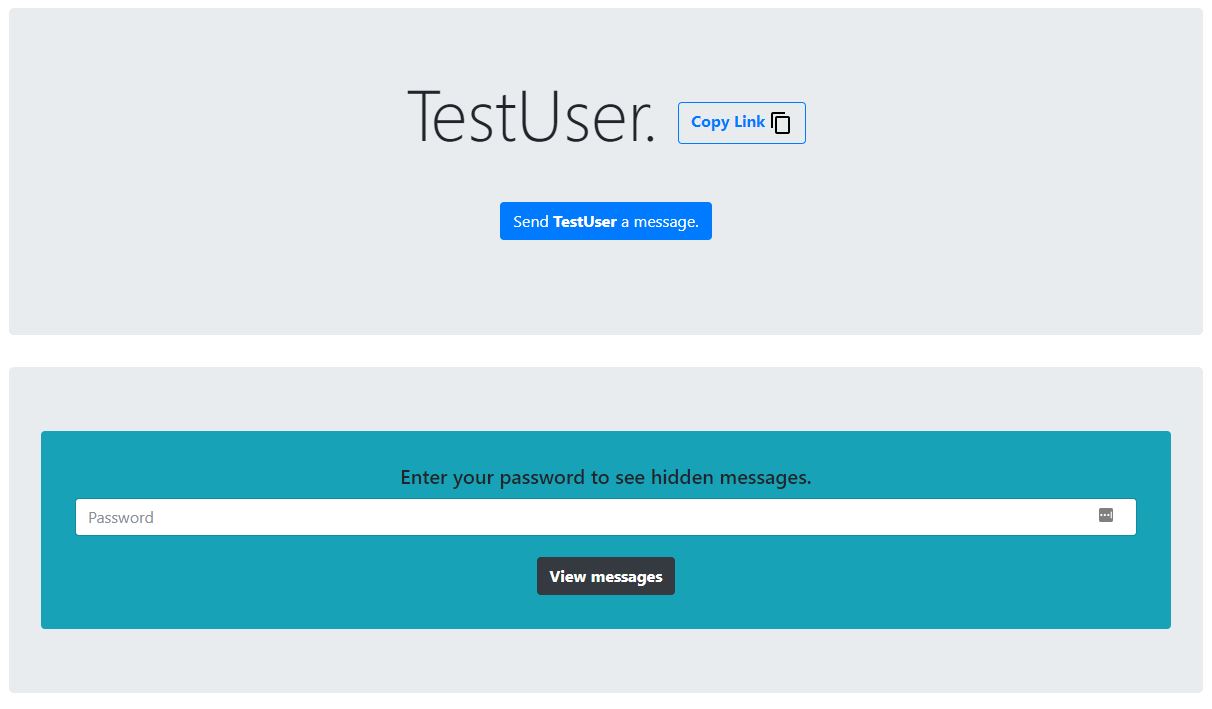 TestUser. Copy Link
Send TestUser a message.
Enter your password to see hidden messages.
Password
View messages